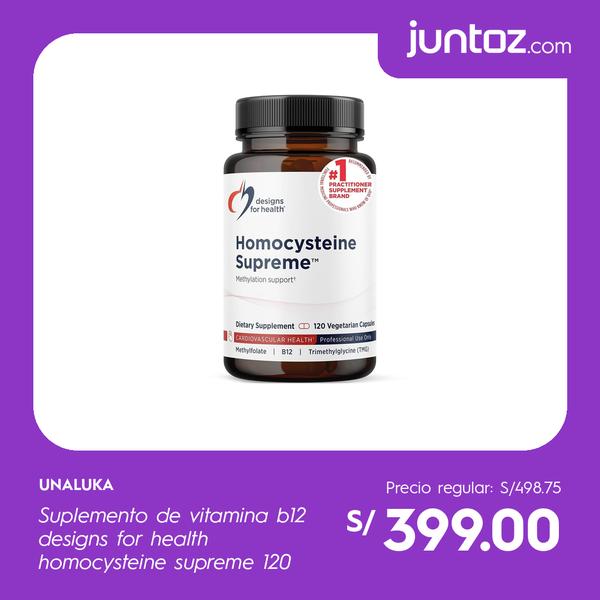 juntoz.com
#1
PRACTITIONER
SUPPLEMENT
BRAND
designs
for health
Homocysteine
Supreme™
Methylation support†
Dietary Supplement 120 Vegetarian Capsules
CARDIOVASCULAR HEALTH Professional Use Only
Methylfolate | B12 | Trimethylglycine (TMG)
UNALUKA
Suplemento de vitamina b12
designs for health
homocysteine supreme 120
Precio regular: S/498.75
S/ 399.00